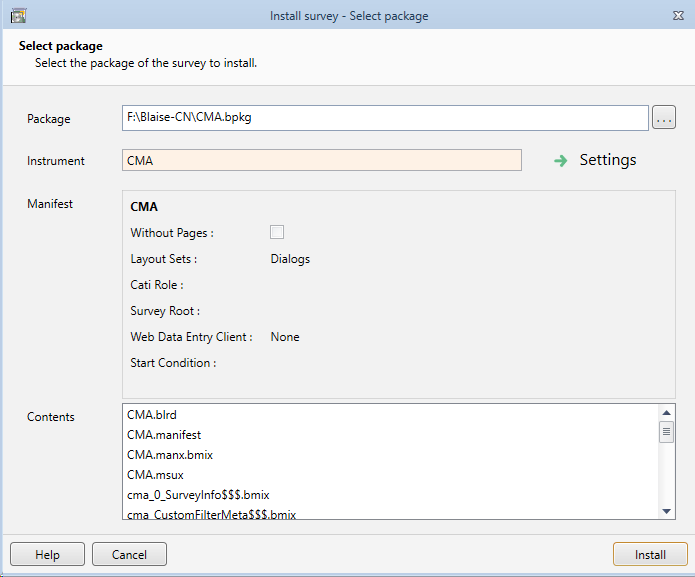 Install survey - Select package
Select package
Select the package of the survey to install.
Package F:\Blaise-CN\CMA.bpkg ...
Instrument CMA Settings
Manifest
CMA
Without Pages :
Layout Sets : Dialogs
Cati Role :
Survey Root :
Web Data Entry Client : None
Start Condition :
Contents
CMA.blrd
CMA.manifest
CMA.manx.bmix
CMA.msux
cma_0_SurveyInfo$$$.bmix
cma_CustomFilterMeta$$$.bmix
Help Cancel Install